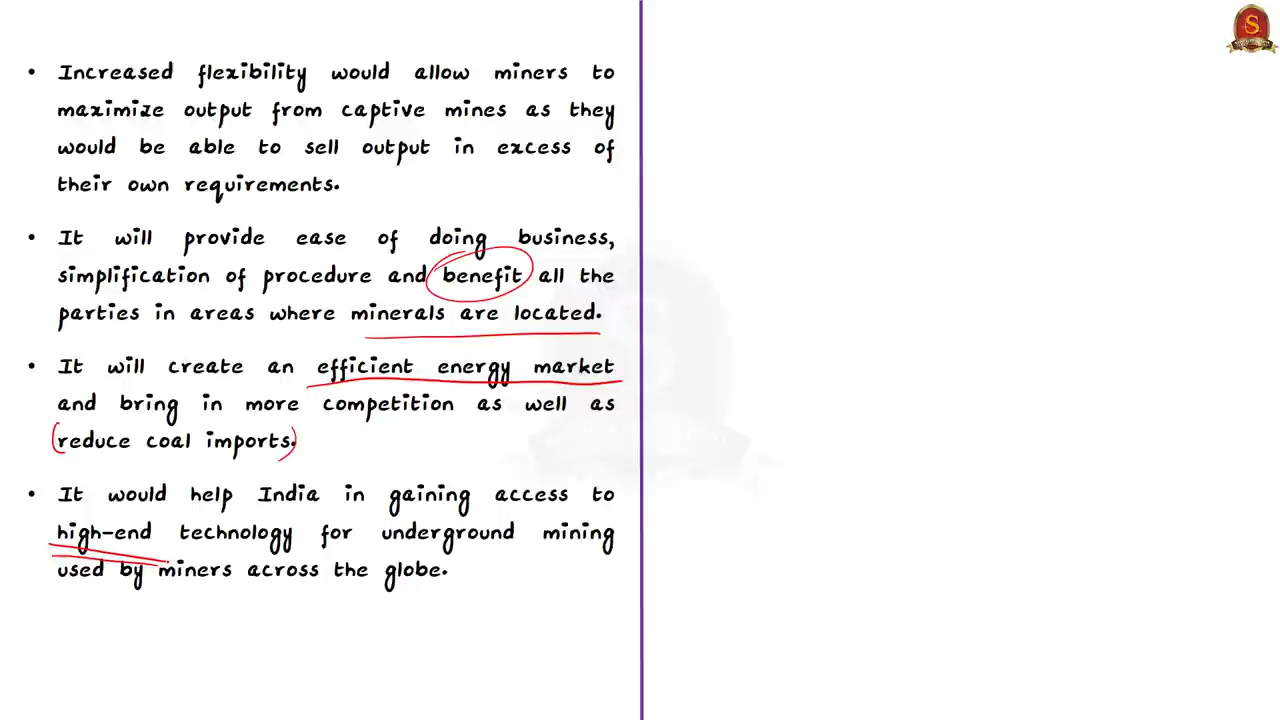 • Increased flexibility would allow miners to
maximize output from captive mines as they
would be able to sell output in excess of
their own requirements.
• It will provide ease of doing business,
simplification of procedure and benefit all the
parties in areas where minerals are located.
• It will create an efficient energy market
and bring in more competition as well as
(reduce coal imports.)
• It would help India in gaining access to
high-end technology for underground mining
used by miners across the globe.
S